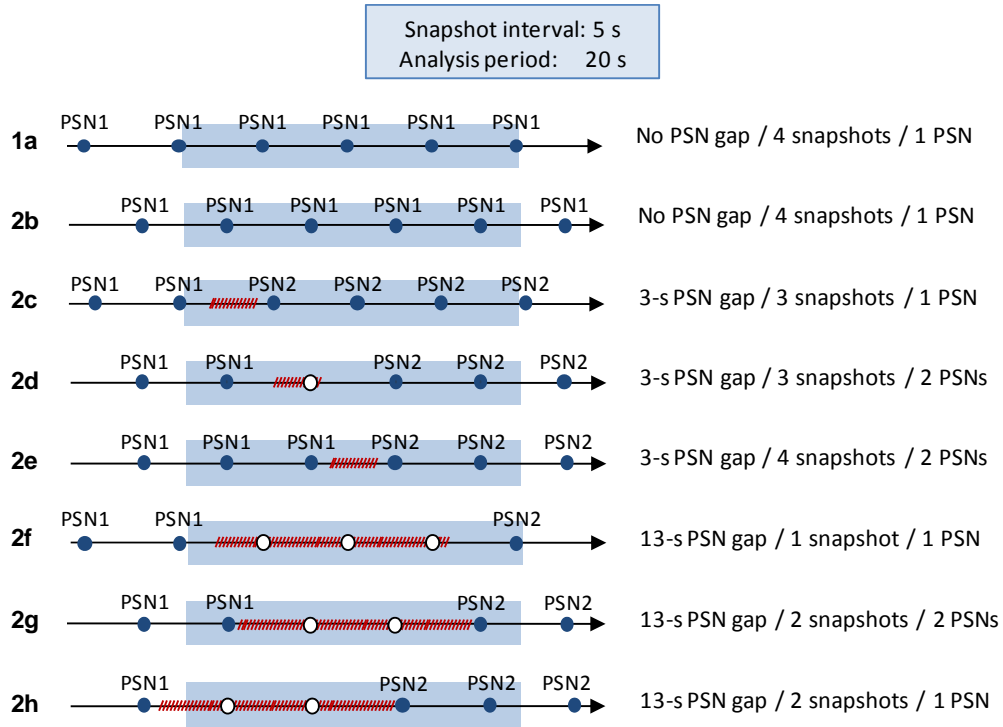 Snapshot interval: 5 s
Analysis period: 20 s
PSN1 PSN1 PSN1 PSN1 PSN1 PSN1
1a No PSN gap / 4 snapshots / 1 PSN
PSN1 PSN1 PSN1 PSN1 PSN1 PSN1
2b No PSN gap / 4 snapshots / 1 PSN
PSN1 PSN1 PSN2 PSN2 PSN2 PSN2
2c 3-s PSN gap / 3 snapshots / 1 PSN
PSN1 PSN1 PSN2 PSN2 PSN2
2d 3-s PSN gap / 3 snapshots / 2 PSNs
PSN1 PSN1 PSN1 PSN2 PSN2 PSN2
2e 3-s PSN gap / 4 snapshots / 2 PSNs
PSN1 PSN1 PSN2
2f 13-s PSN gap / 1 snapshot / 1 PSN
PSN1 PSN1 PSN2 PSN2
2g 13-s PSN gap / 2 snapshots / 2 PSNs
PSN1 PSN2 PSN2 PSN2
2h 13-s PSN gap / 2 snapshots / 1 PSN